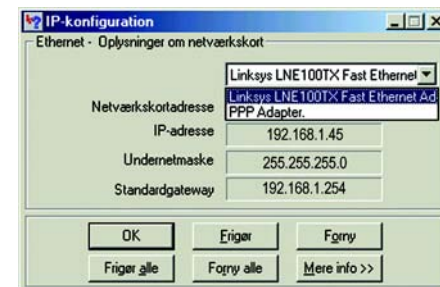 IP-konfiguration
Ethernet - Oplysninger om netværkskort
Linksys LNE100TX Fast Ethernet
Linksys LNE100TX Fast Ethernet Ad
PPP Adapter.
Netværkskortadresse
IP-adresse 192.168.1.45
Undernetmaske 255.255.255.0
Standardgateway 192.168.1.254
OK Frigør Forny
Frigør alle Forny alle Mere info >>